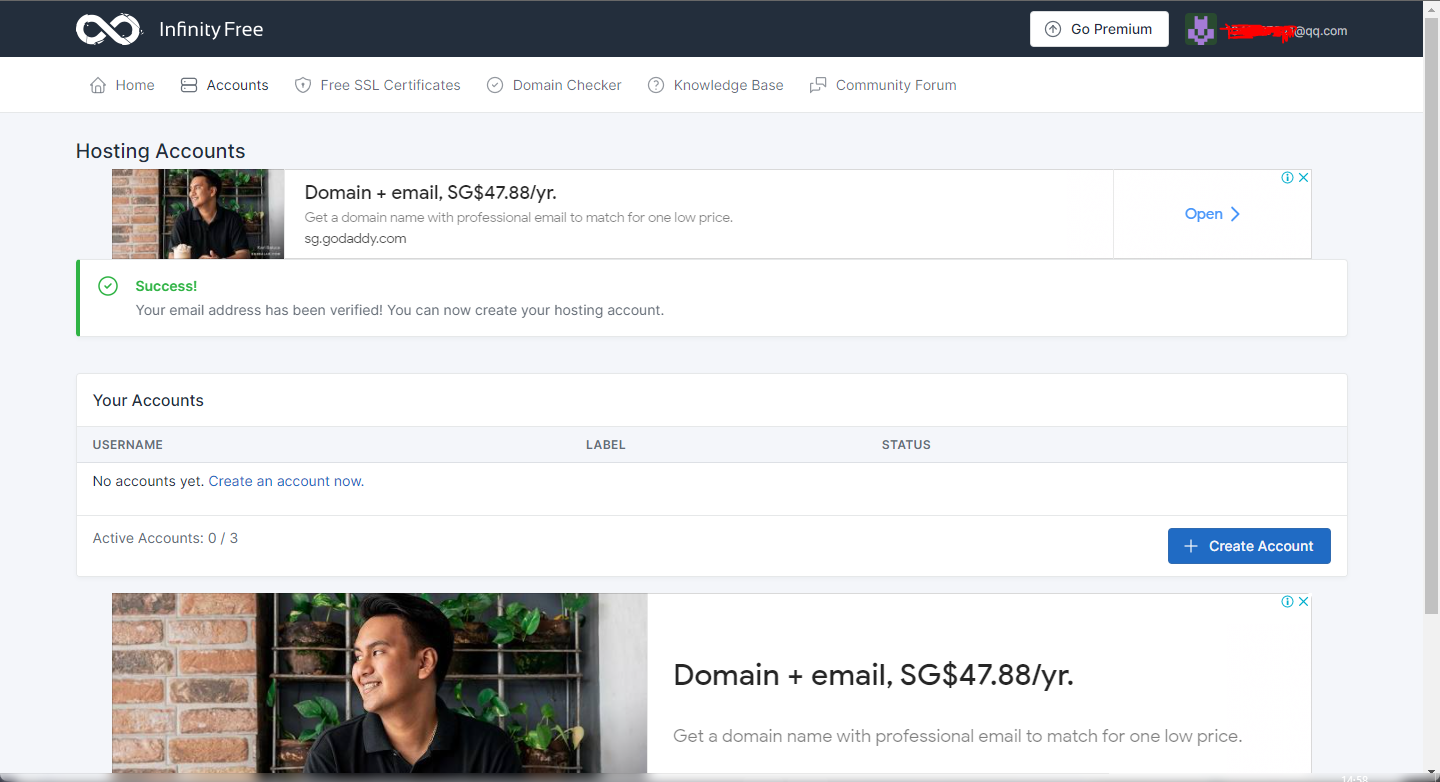 Infinity Free
Go Premium
@qq.com
Home
Accounts
Free SSL Certificates
Domain Checker
Knowledge Base
Community Forum
Hosting Accounts
Domain + email, SG$47.88/yr.
Get a domain name with professional email to match for one low price.
sg.godaddy.com
Open
Success!
Your email address has been verified! You can now create your hosting account.
Your Accounts
USERNAME LABEL STATUS
No accounts yet. Create an account now.
Active Accounts: 0 / 3
Create Account
Domain + email, SG$47.88/yr.
Get a domain name with professional email to match for one low price.
14:58